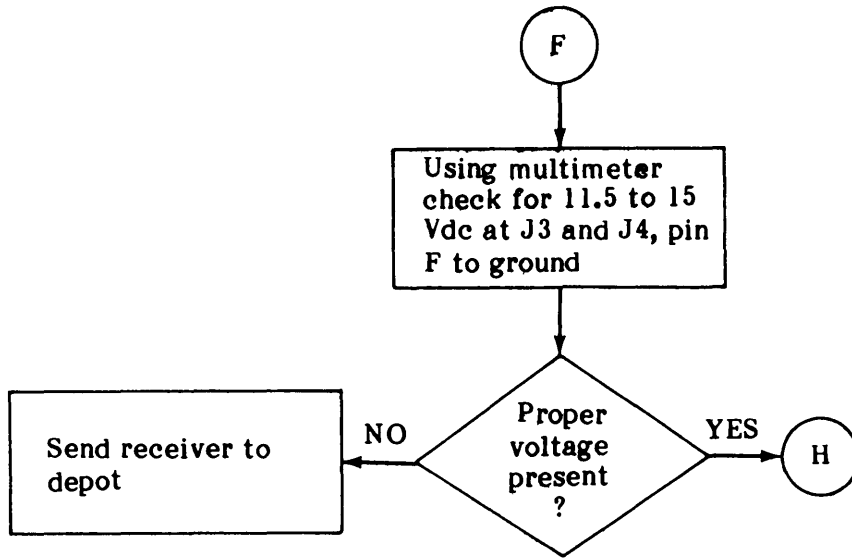 F
Using multimeter
check for 11.5 to 15
Vdc at J3 and J4, pin
F to ground
Proper
voltage
present
?
NO
YES
Send receiver to
depot
H